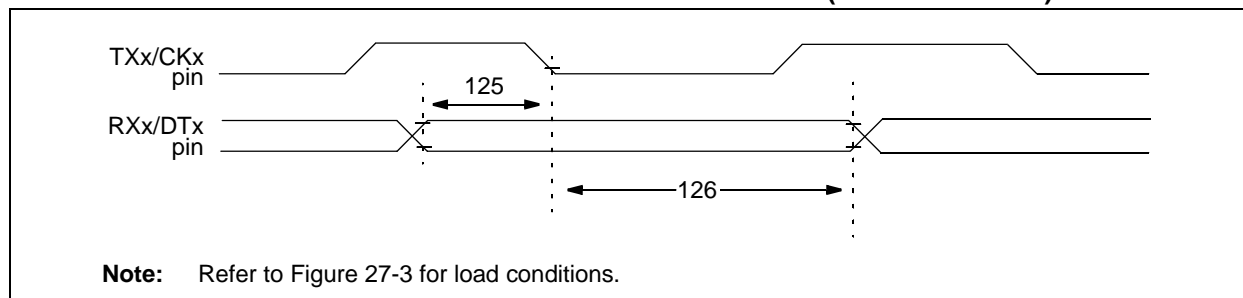 TXx/CKx
pin
125
RXx/DTx
pin
126
Note: Refer to Figure 27-3 for load conditions.